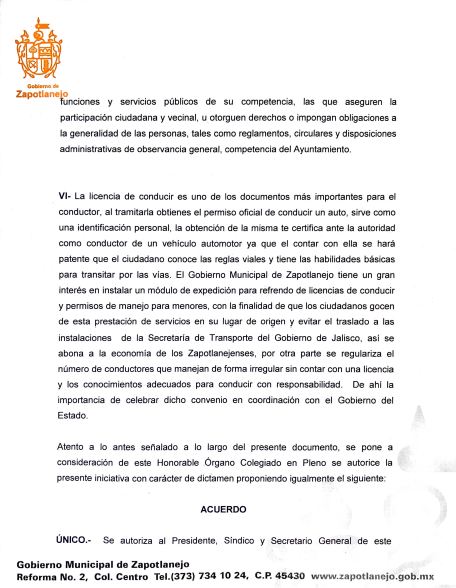 Gobierno de
Zapotlanejo
funciones y servicios públicos de su competencia, las que aseguren la
participación ciudadana y vecinal, u otorguen derechos o impongan obligaciones a
la generalidad de las personas, tales como reglamentos, circulares y disposiciones
administrativas de observancia general, competencia del Ayuntamiento.
VI- La licencia de conducir es uno de los documentos más importantes para el
conductor, al tramitarla obtienes el permiso oficial de conducir un auto, sirve como
una identificación personal, la obtención de la misma te certifica ante la autoridad
como conductor de un vehículo automotor ya que el contar con ella se hará
patente que el ciudadano conoce las reglas viales y tiene las habilidades básicas
para transitar por las vías. El Gobierno Municipal de Zapotlanejo tiene un gran
interés en instalar un módulo de expedición para refrendo de licencias de conducir
y permisos de manejo para menores, con la finalidad de que los ciudadanos gocen
de esta prestación de servicios en su lugar de origen y evitar el traslado a las
instalaciones de la Secretaría de Transporte del Gobierno de Jalisco, así se
abona a la economía de los Zapotlanejenses, por otra parte se regulariza el
número de conductores que manejan de forma irregular sin contar con una licencia
y los conocimientos adecuados para conducir con responsabilidad. De ahí la
importancia de celebrar dicho convenio en coordinación con el Gobierno del
Estado.
Atento a lo antes señalado a lo largo del presente documento, se pone a
consideración de este Honorable Órgano Colegiado en Pleno se autorice la
presente iniciativa con carácter de dictamen proponiendo igualmente el siguiente:
ACUERDO
ÚNICO.- Se autoriza al Presidente, Síndico y Secretario General de este
Gobierno Municipal de Zapotlanejo
Reforma No. 2, Col. Centro Tel.(373) 734 10 24, C.P. 45430 www.zapotlanejo.gob.mx